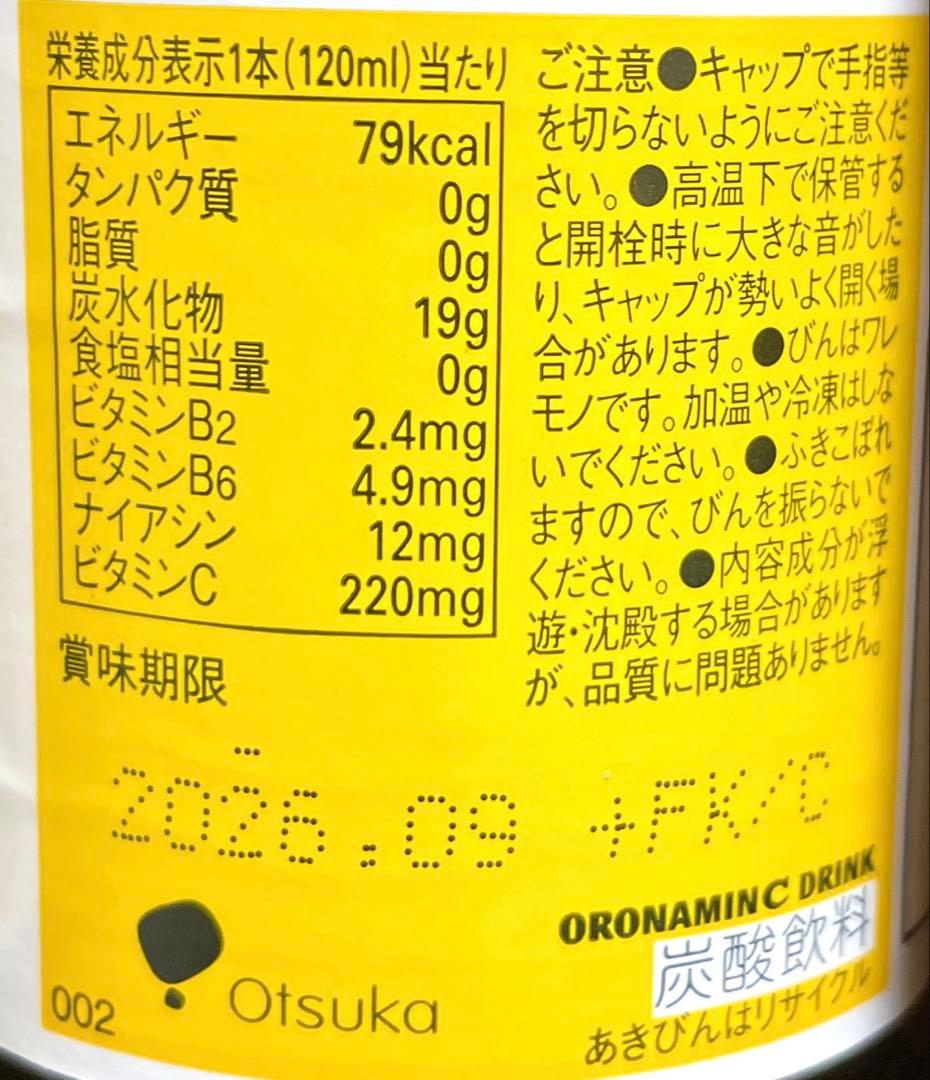 栄養成分表示1本(120ml)当たり
エネルギー 79kcal
タンパク質 0g
脂質 0g
炭水化物 19g
食塩相当量 0g
ビタミンB2 2.4mg
ビタミンB6 4.9mg
ナイアシン 12mg
ビタミンC 220mg
賞味期限
2026.09 +FK/C
Otsuka
002
ご注意●キャップで手指等
を切らないようにご注意くだ
さい。●高温下で保管する
と開栓時に大きな音がした
り、キャップが勢いよく開く場
合があります。●びんはワレ
モノです。加温や冷凍はしな
いでください。●ふきこぼれ
ますので、びんを振らないで
ください。●内容成分が浮
遊・沈殿する場合があります
が、品質に問題ありません。
ORONAMIN C DRINK
炭酸飲料
あきびんはリサイクル